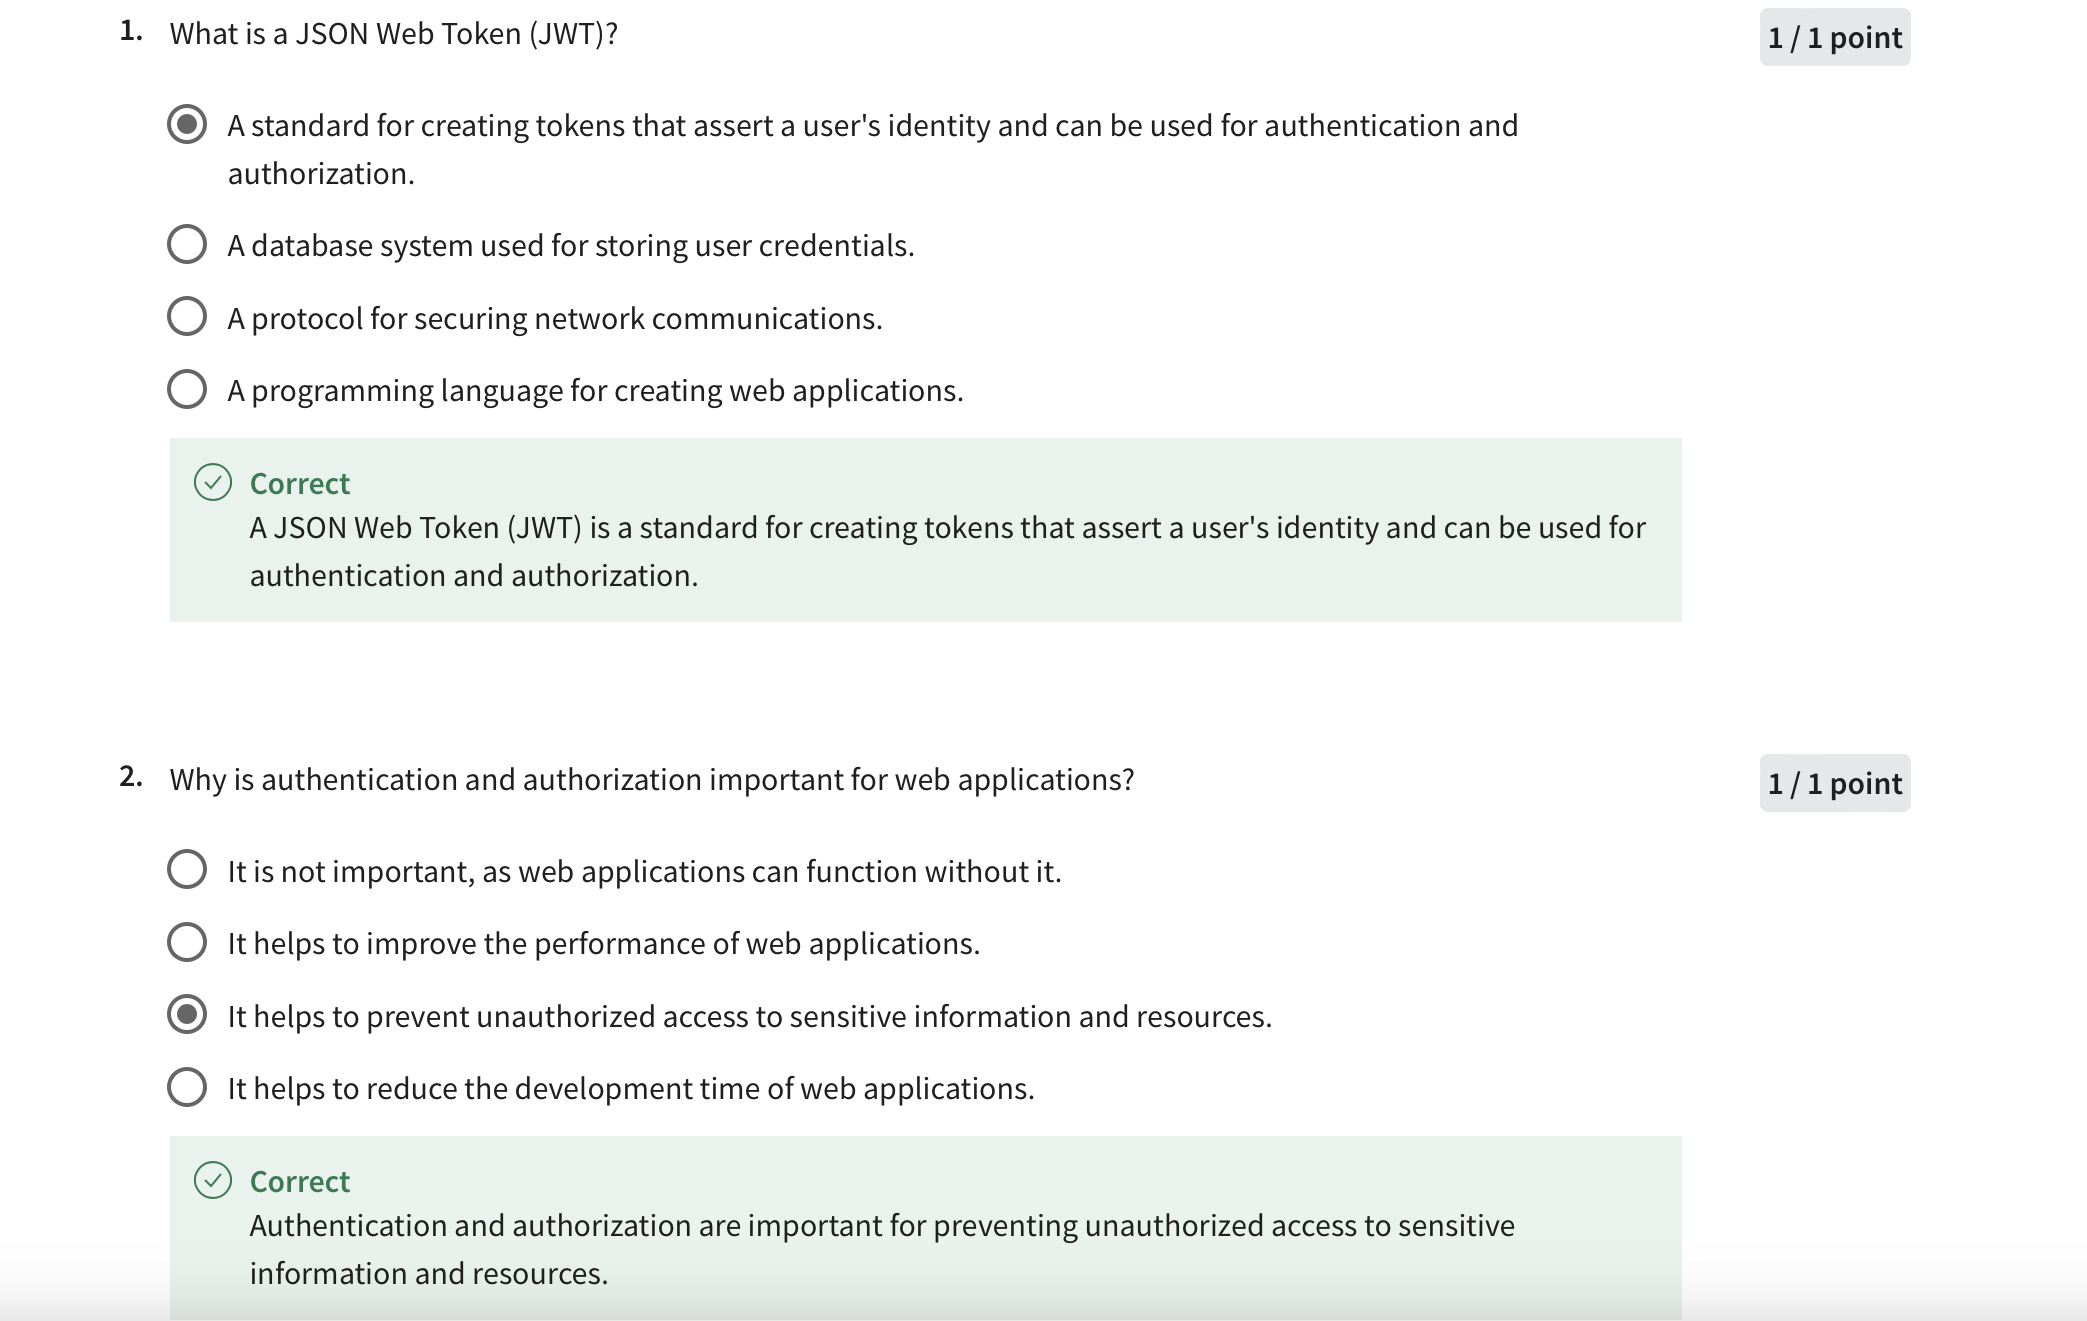 1. What is a JSON Web Token (JWT)?
1 / 1 point
A standard for creating tokens that assert a user's identity and can be used for authentication and
authorization.
A database system used for storing user credentials.
A protocol for securing network communications.
A programming language for creating web applications.
Correct
A JSON Web Token (JWT) is a standard for creating tokens that assert a user's identity and can be used for
authentication and authorization.
2. Why is authentication and authorization important for web applications?
1 / 1 point
It is not important, as web applications can function without it.
It helps to improve the performance of web applications.
It helps to prevent unauthorized access to sensitive information and resources.
It helps to reduce the development time of web applications.
Correct
Authentication and authorization are important for preventing unauthorized access to sensitive
information and resources.